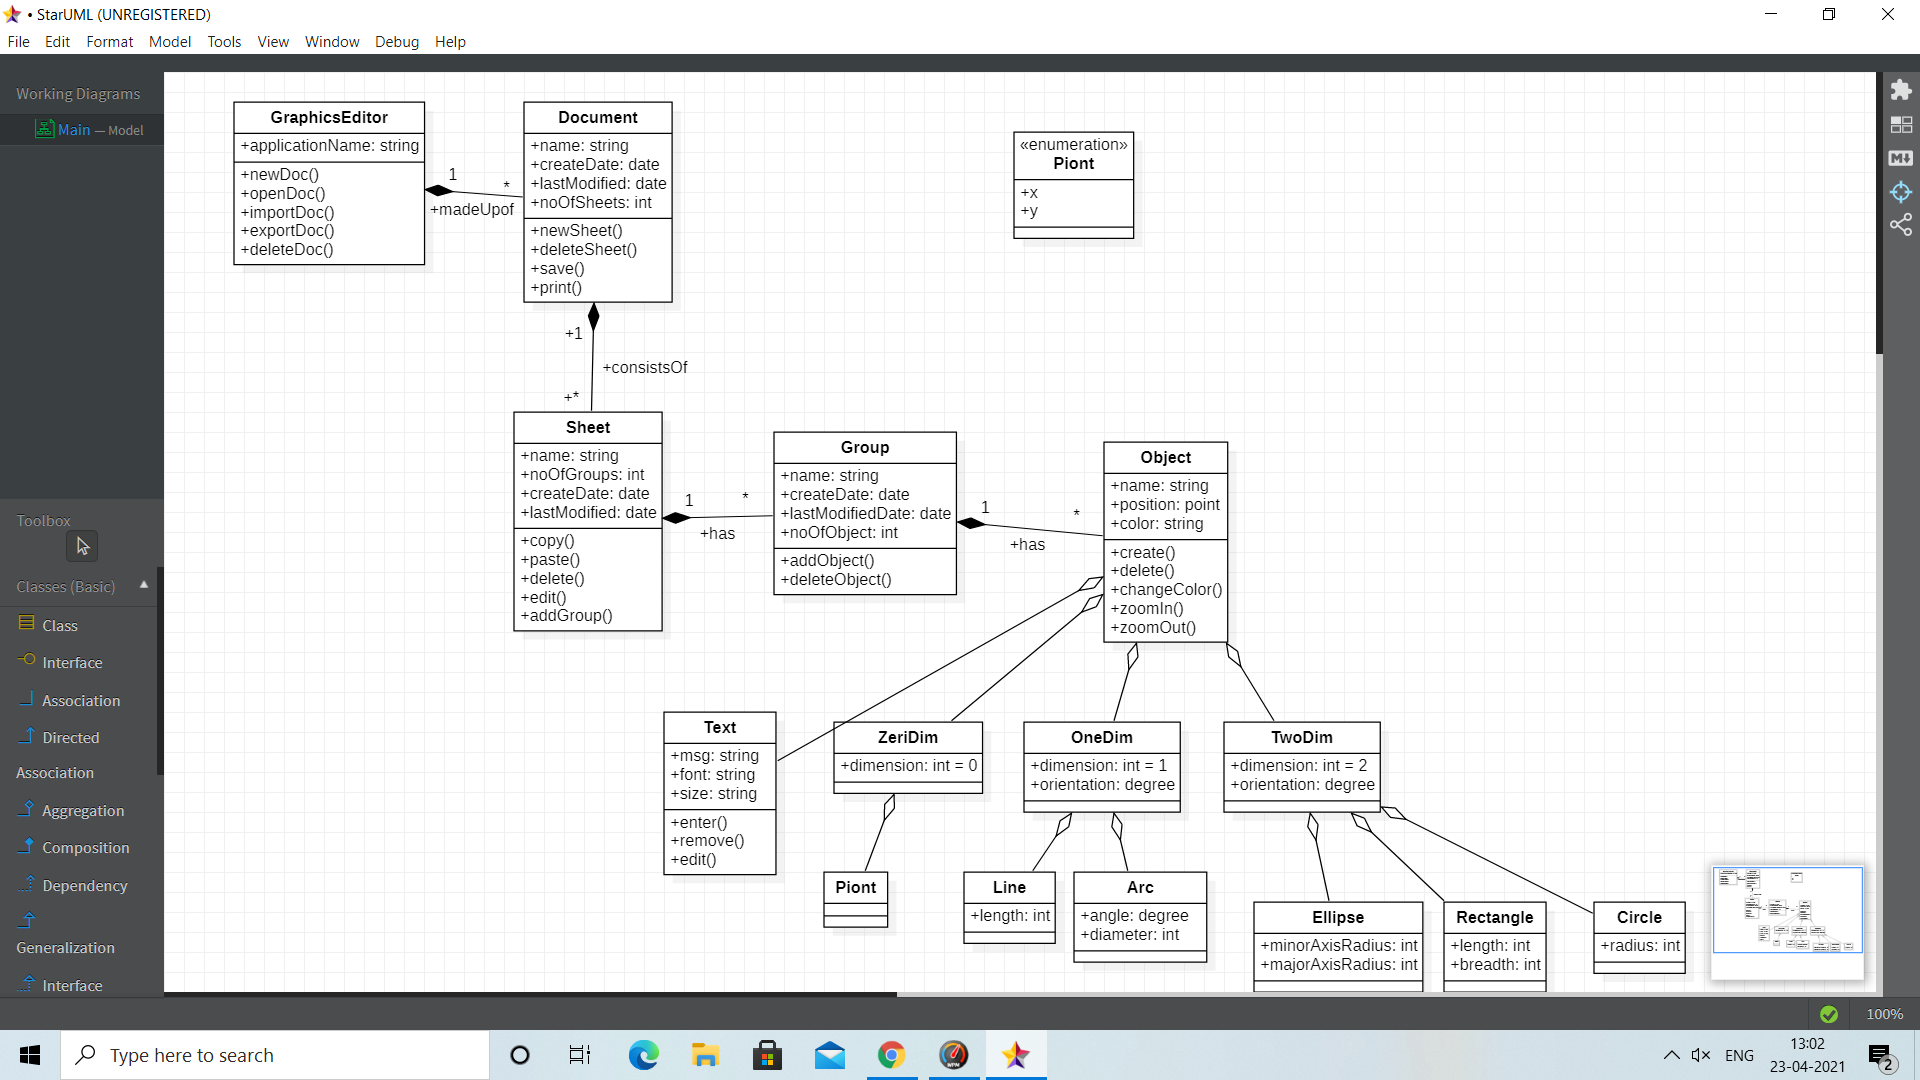 • StarUML (UNREGISTERED)
File Edit Format Model Tools View Window Debug Help
Working Diagrams
Main — Model
Toolbox
Classes (Basic)
Class
Interface
Association
Directed
Association
Aggregation
Composition
Dependency
Generalization
Interface
GraphicsEditor
+applicationName: string
+newDoc()
+openDoc()
+importDoc()
+exportDoc()
+deleteDoc()
1
*
+madeUpof
Document
+name: string
+createDate: date
+lastModified: date
+noOfSheets: int
+newSheet()
+deleteSheet()
+save()
+print()
«enumeration»
Piont
+x
+y
+1
+consistsOf
+*
Sheet
+name: string
+noOfGroups: int
+createDate: date
+lastModified: date
+copy()
+paste()
+delete()
+edit()
+addGroup()
1
*
+has
Group
+name: string
+createDate: date
+lastModifiedDate: date
+noOfObject: int
+addObject()
+deleteObject()
1
*
+has
Object
+name: string
+position: point
+color: string
+create()
+delete()
+changeColor()
+zoomIn()
+zoomOut()
Text
+msg: string
+font: string
+size: string
+enter()
+remove()
+edit()
ZeriDim
+dimension: int = 0
OneDim
+dimension: int = 1
+orientation: degree
TwoDim
+dimension: int = 2
+orientation: degree
Piont
Line
+length: int
Arc
+angle: degree
+diameter: int
Ellipse
+minorAxisRadius: int
+majorAxisRadius: int
Rectangle
+length: int
+breadth: int
Circle
+radius: int
100%
Type here to search
ENG
13:02
23-04-2021
2